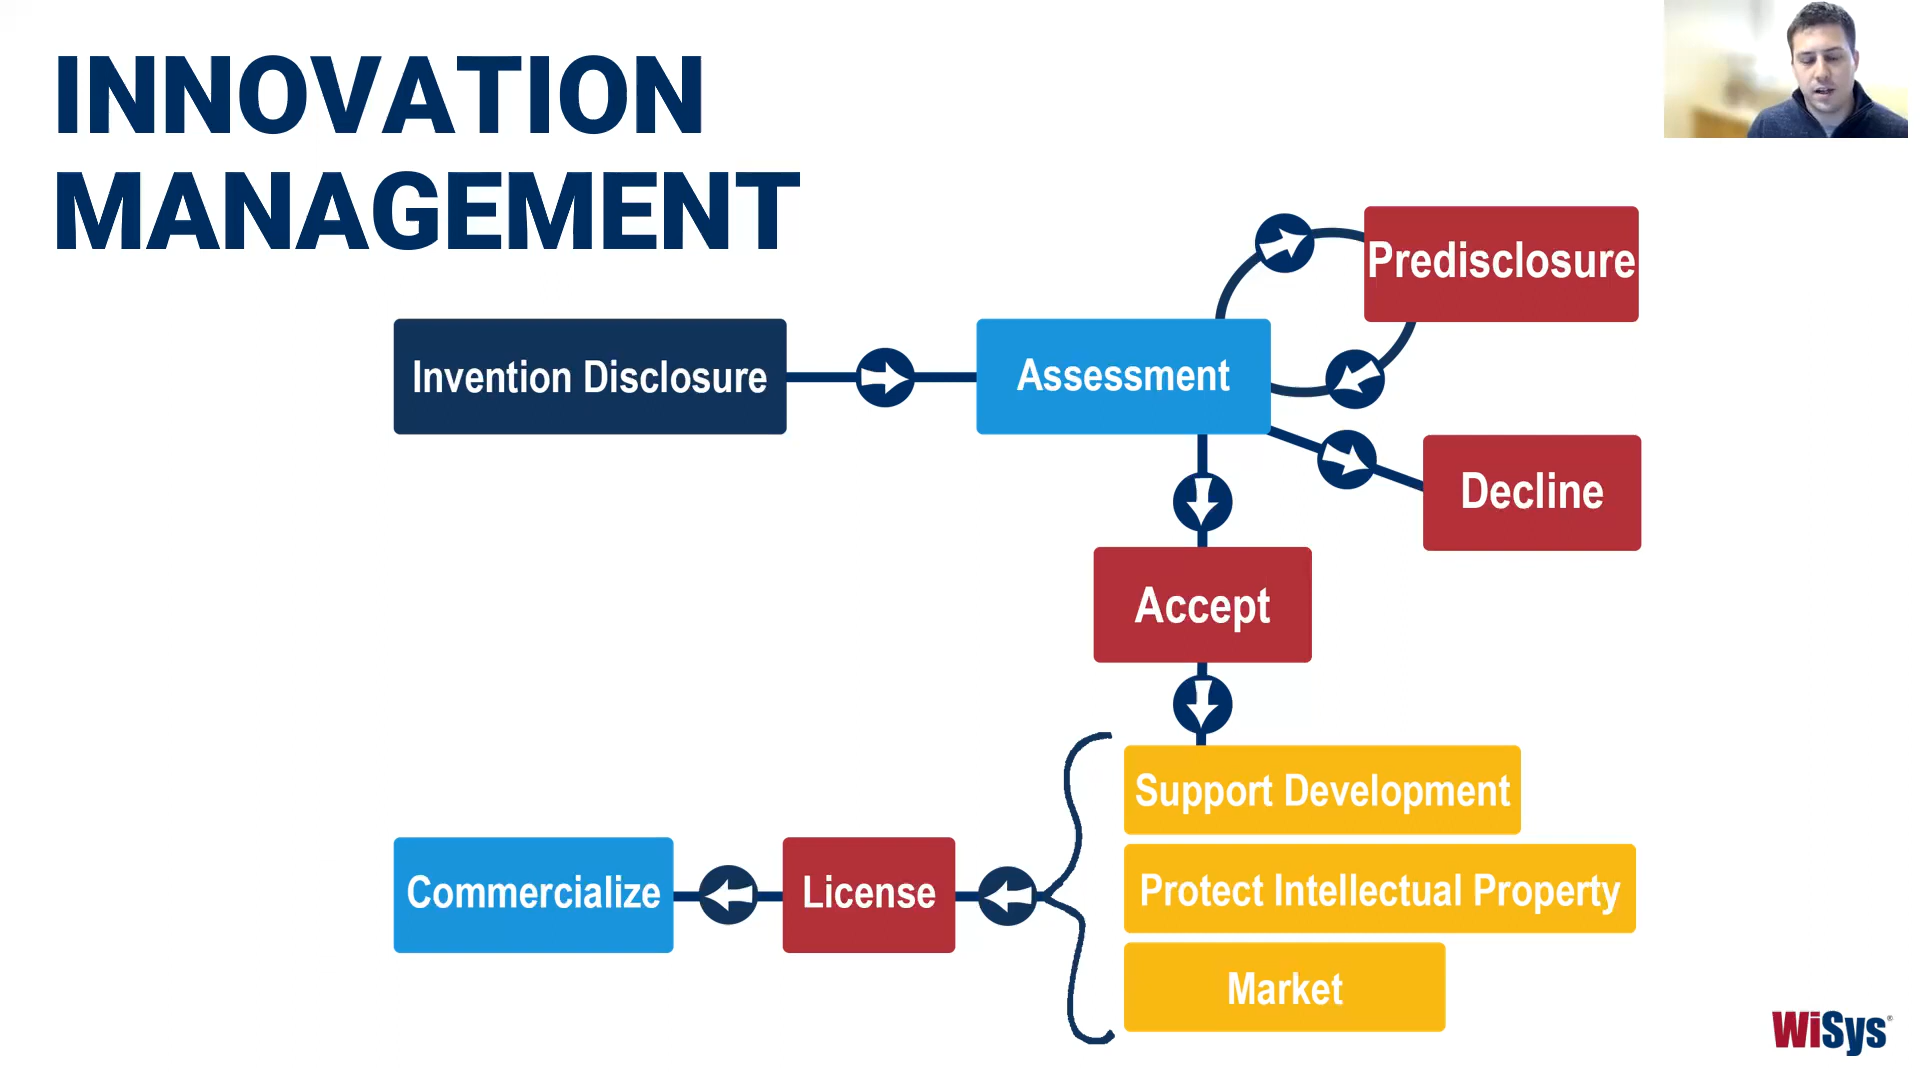 INNOVATION
MANAGEMENT
Predisclosure
Invention Disclosure
Assessment
Decline
Accept
Support Development
Protect Intellectual Property
Market
License
Commercialize
WiSys®